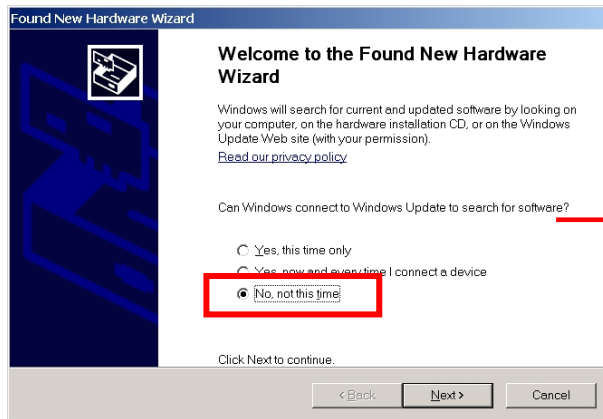 Found New Hardware Wizard
Welcome to the Found New Hardware
Wizard
Windows will search for current and updated software by looking on
your computer, on the hardware installation CD, or on the Windows
Update Web site (with your permission).
Read our privacy policy
Can Windows connect to Windows Update to search for software?
Yes, this time only
Yes, now and every time I connect a device
No, not this time
Click Next to continue.
< Back
Next >
Cancel